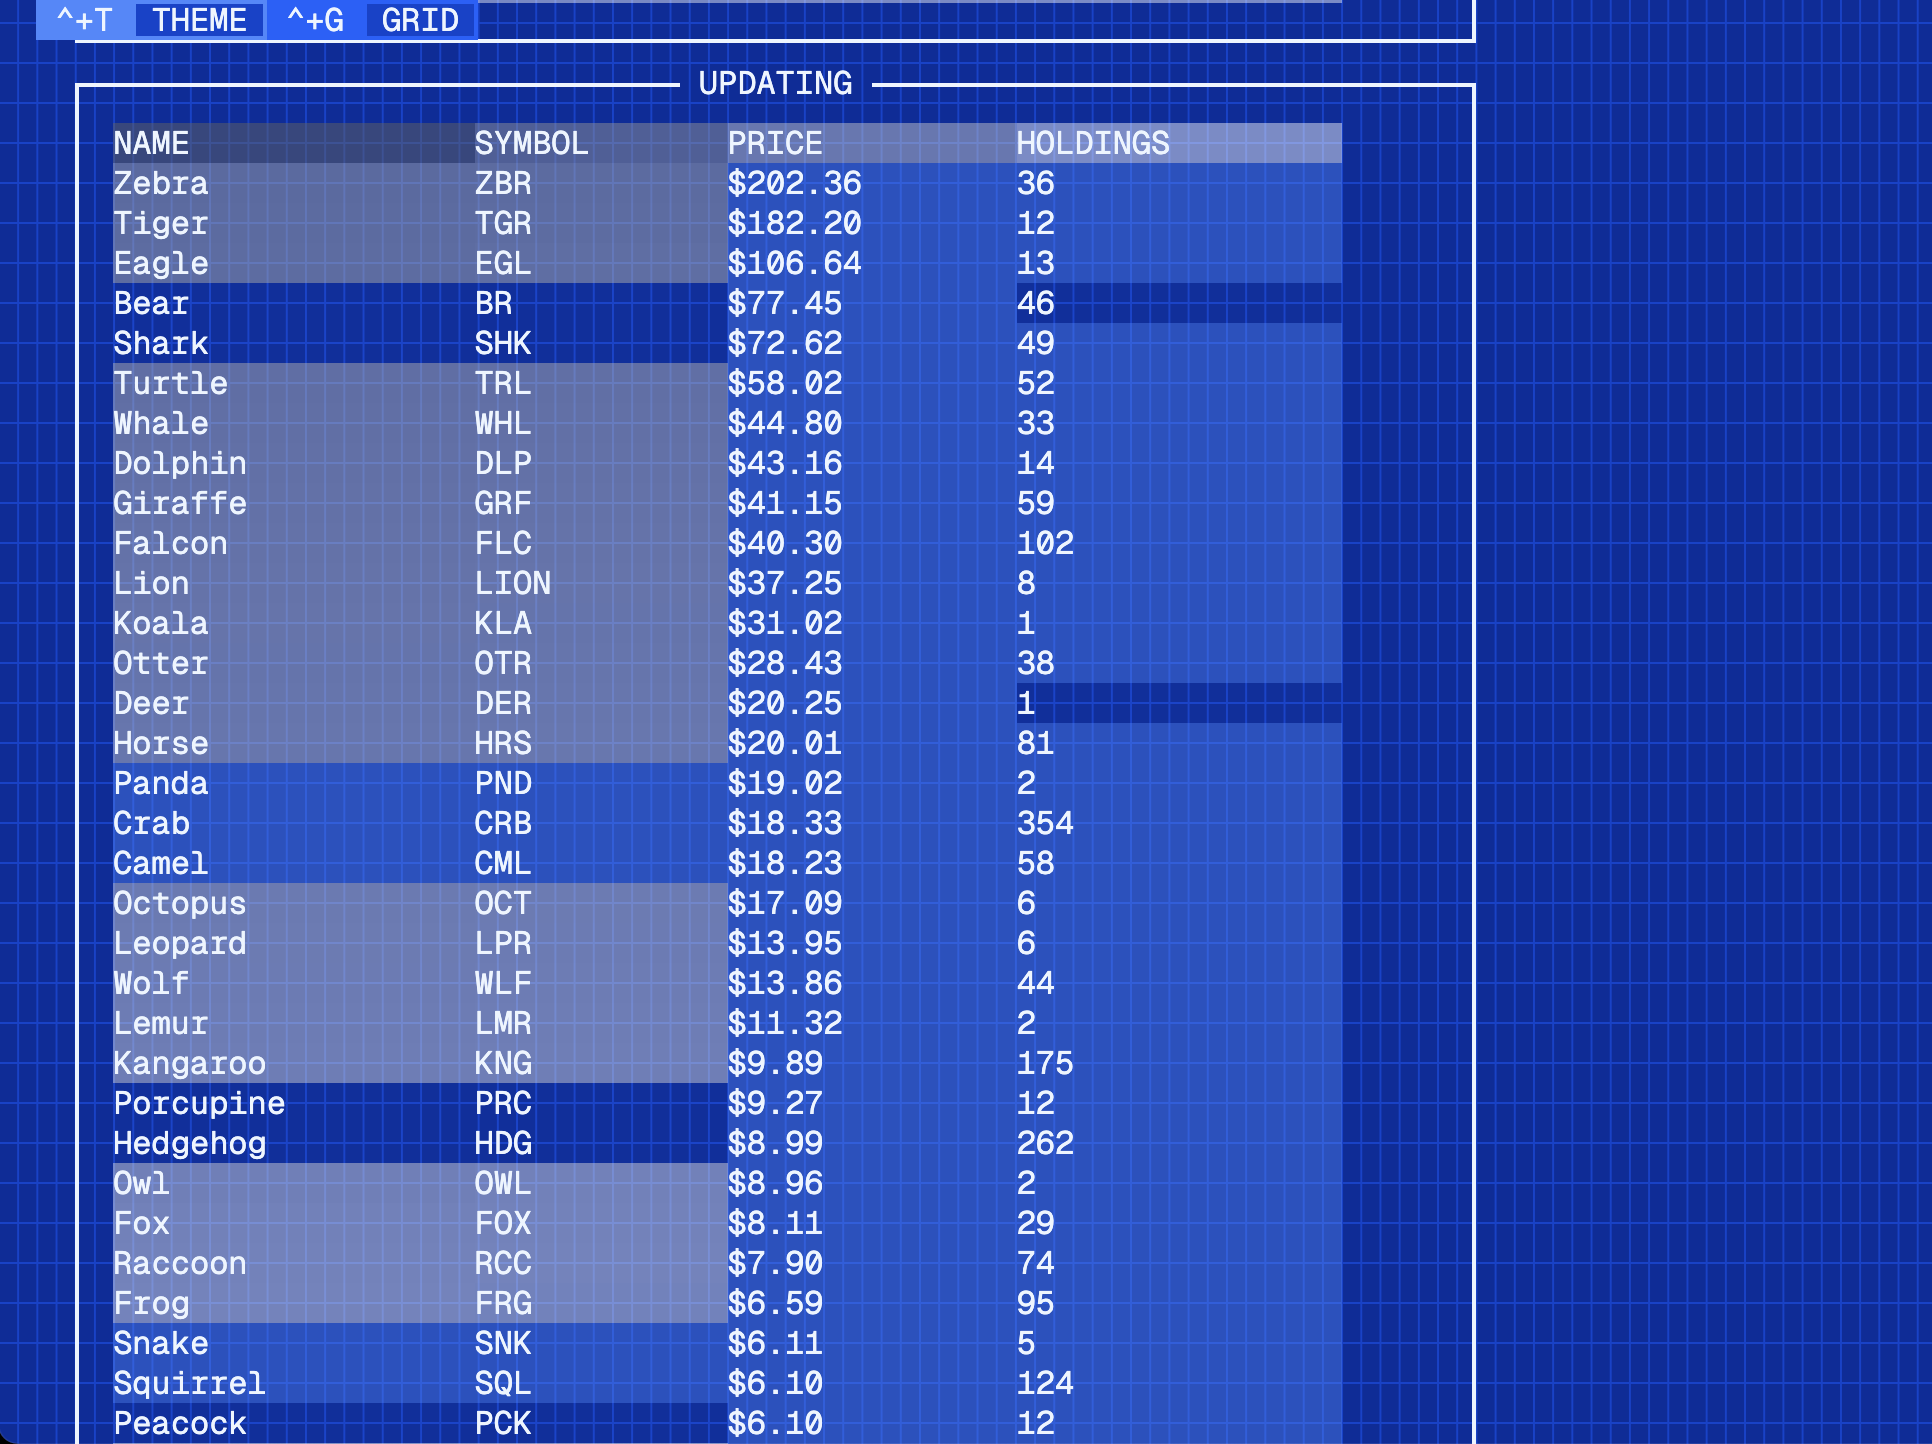 ^+T THEME ^+G GRID
UPDATING
NAME SYMBOL PRICE HOLDINGS
Zebra ZBR $202.36 36
Tiger TGR $182.20 12
Eagle EGL $106.64 13
Bear BR $77.45 46
Shark SHK $72.62 49
Turtle TRL $58.02 52
Whale WHL $44.80 33
Dolphin DLP $43.16 14
Giraffe GRF $41.15 59
Falcon FLC $40.30 102
Lion LION $37.25 8
Koala KLA $31.02 1
Otter OTR $28.43 38
Deer DER $20.25 1
Horse HRS $20.01 81
Panda PND $19.02 2
Crab CRB $18.33 354
Camel CML $18.23 58
Octopus OCT $17.09 6
Leopard LPR $13.95 6
Wolf WLF $13.86 44
Lemur LMR $11.32 2
Kangaroo KNG $9.89 175
Porcupine PRC $9.27 12
Hedgehog HDG $8.99 262
Owl OWL $8.96 2
Fox FOX $8.11 29
Raccoon RCC $7.90 74
Frog FRG $6.59 95
Snake SNK $6.11 5
Squirrel SQL $6.10 124
Peacock PCK $6.10 12